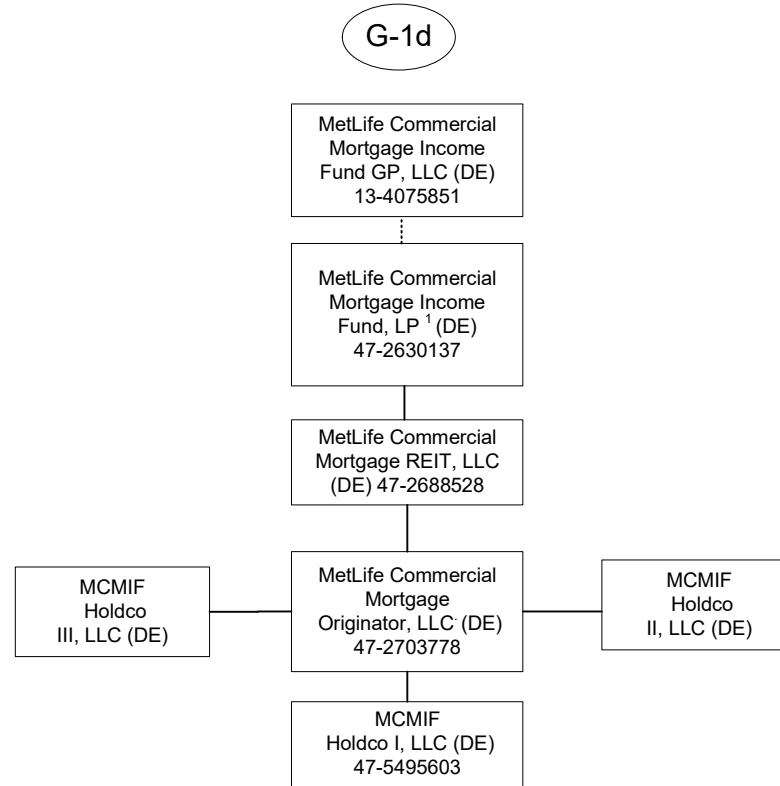 G-1d
MetLife Commercial
Mortgage Income
Fund GP, LLC (DE)
13-4075851
MetLife Commercial
Mortgage Income
Fund, LP ¹ (DE)
47-2630137
MetLife Commercial
Mortgage REIT, LLC
(DE) 47-2688528
MCMIF
Holdco
III, LLC (DE)
MetLife Commercial
Mortgage
Originator, LLC (DE)
47-2703778
MCMIF
Holdco
II, LLC (DE)
MCMIF
Holdco I, LLC (DE)
47-5495603